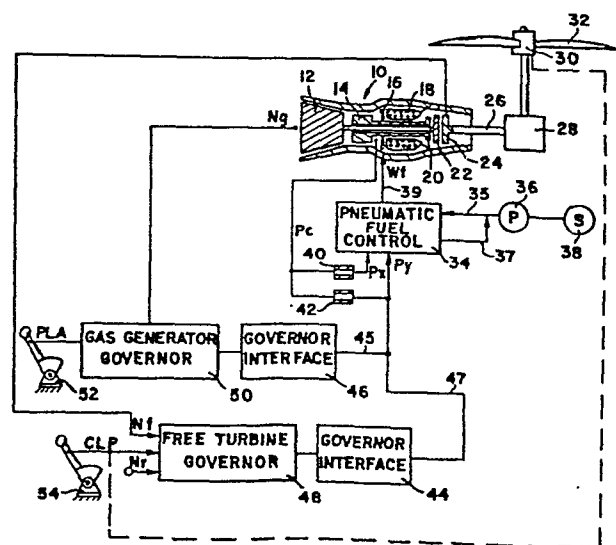 32
30
10
12
14
16
18
Ng
26
28
20
22
24
Wf
39
35
36
P
S
38
PNEUMATIC
FUEL
CONTROL
37
34
Pc
40
Px
Py
42
PLA
GAS GENERATOR
GOVERNOR
GOVERNOR
INTERFACE
45
47
52
50
46
Nf
CLP
FREE TURBINE
GOVERNOR
GOVERNOR
INTERFACE
Nr
54
48
44